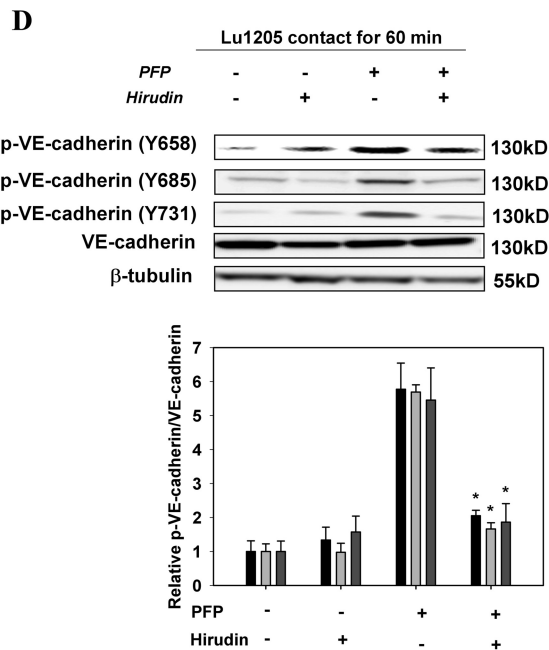 D
Lu1205 contact for 60 min
PFP - - + +
Hirudin - + - +
p-VE-cadherin (Y658) 130kD
p-VE-cadherin (Y685) 130kD
p-VE-cadherin (Y731) 130kD
VE-cadherin 130kD
β-tubulin 55kD
Relative p-VE-cadherin/VE-cadherin
7
6
5
4
3
2
1
0
* * *
PFP - - + +
Hirudin - + - +